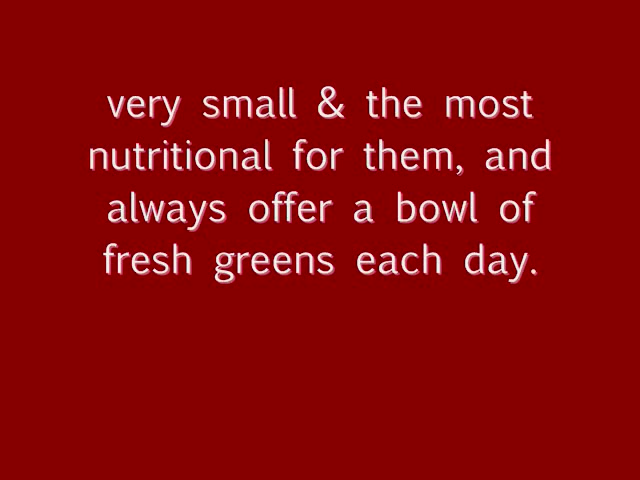 very small & the most
nutritional for them, and
always offer a bowl of
fresh greens each day.